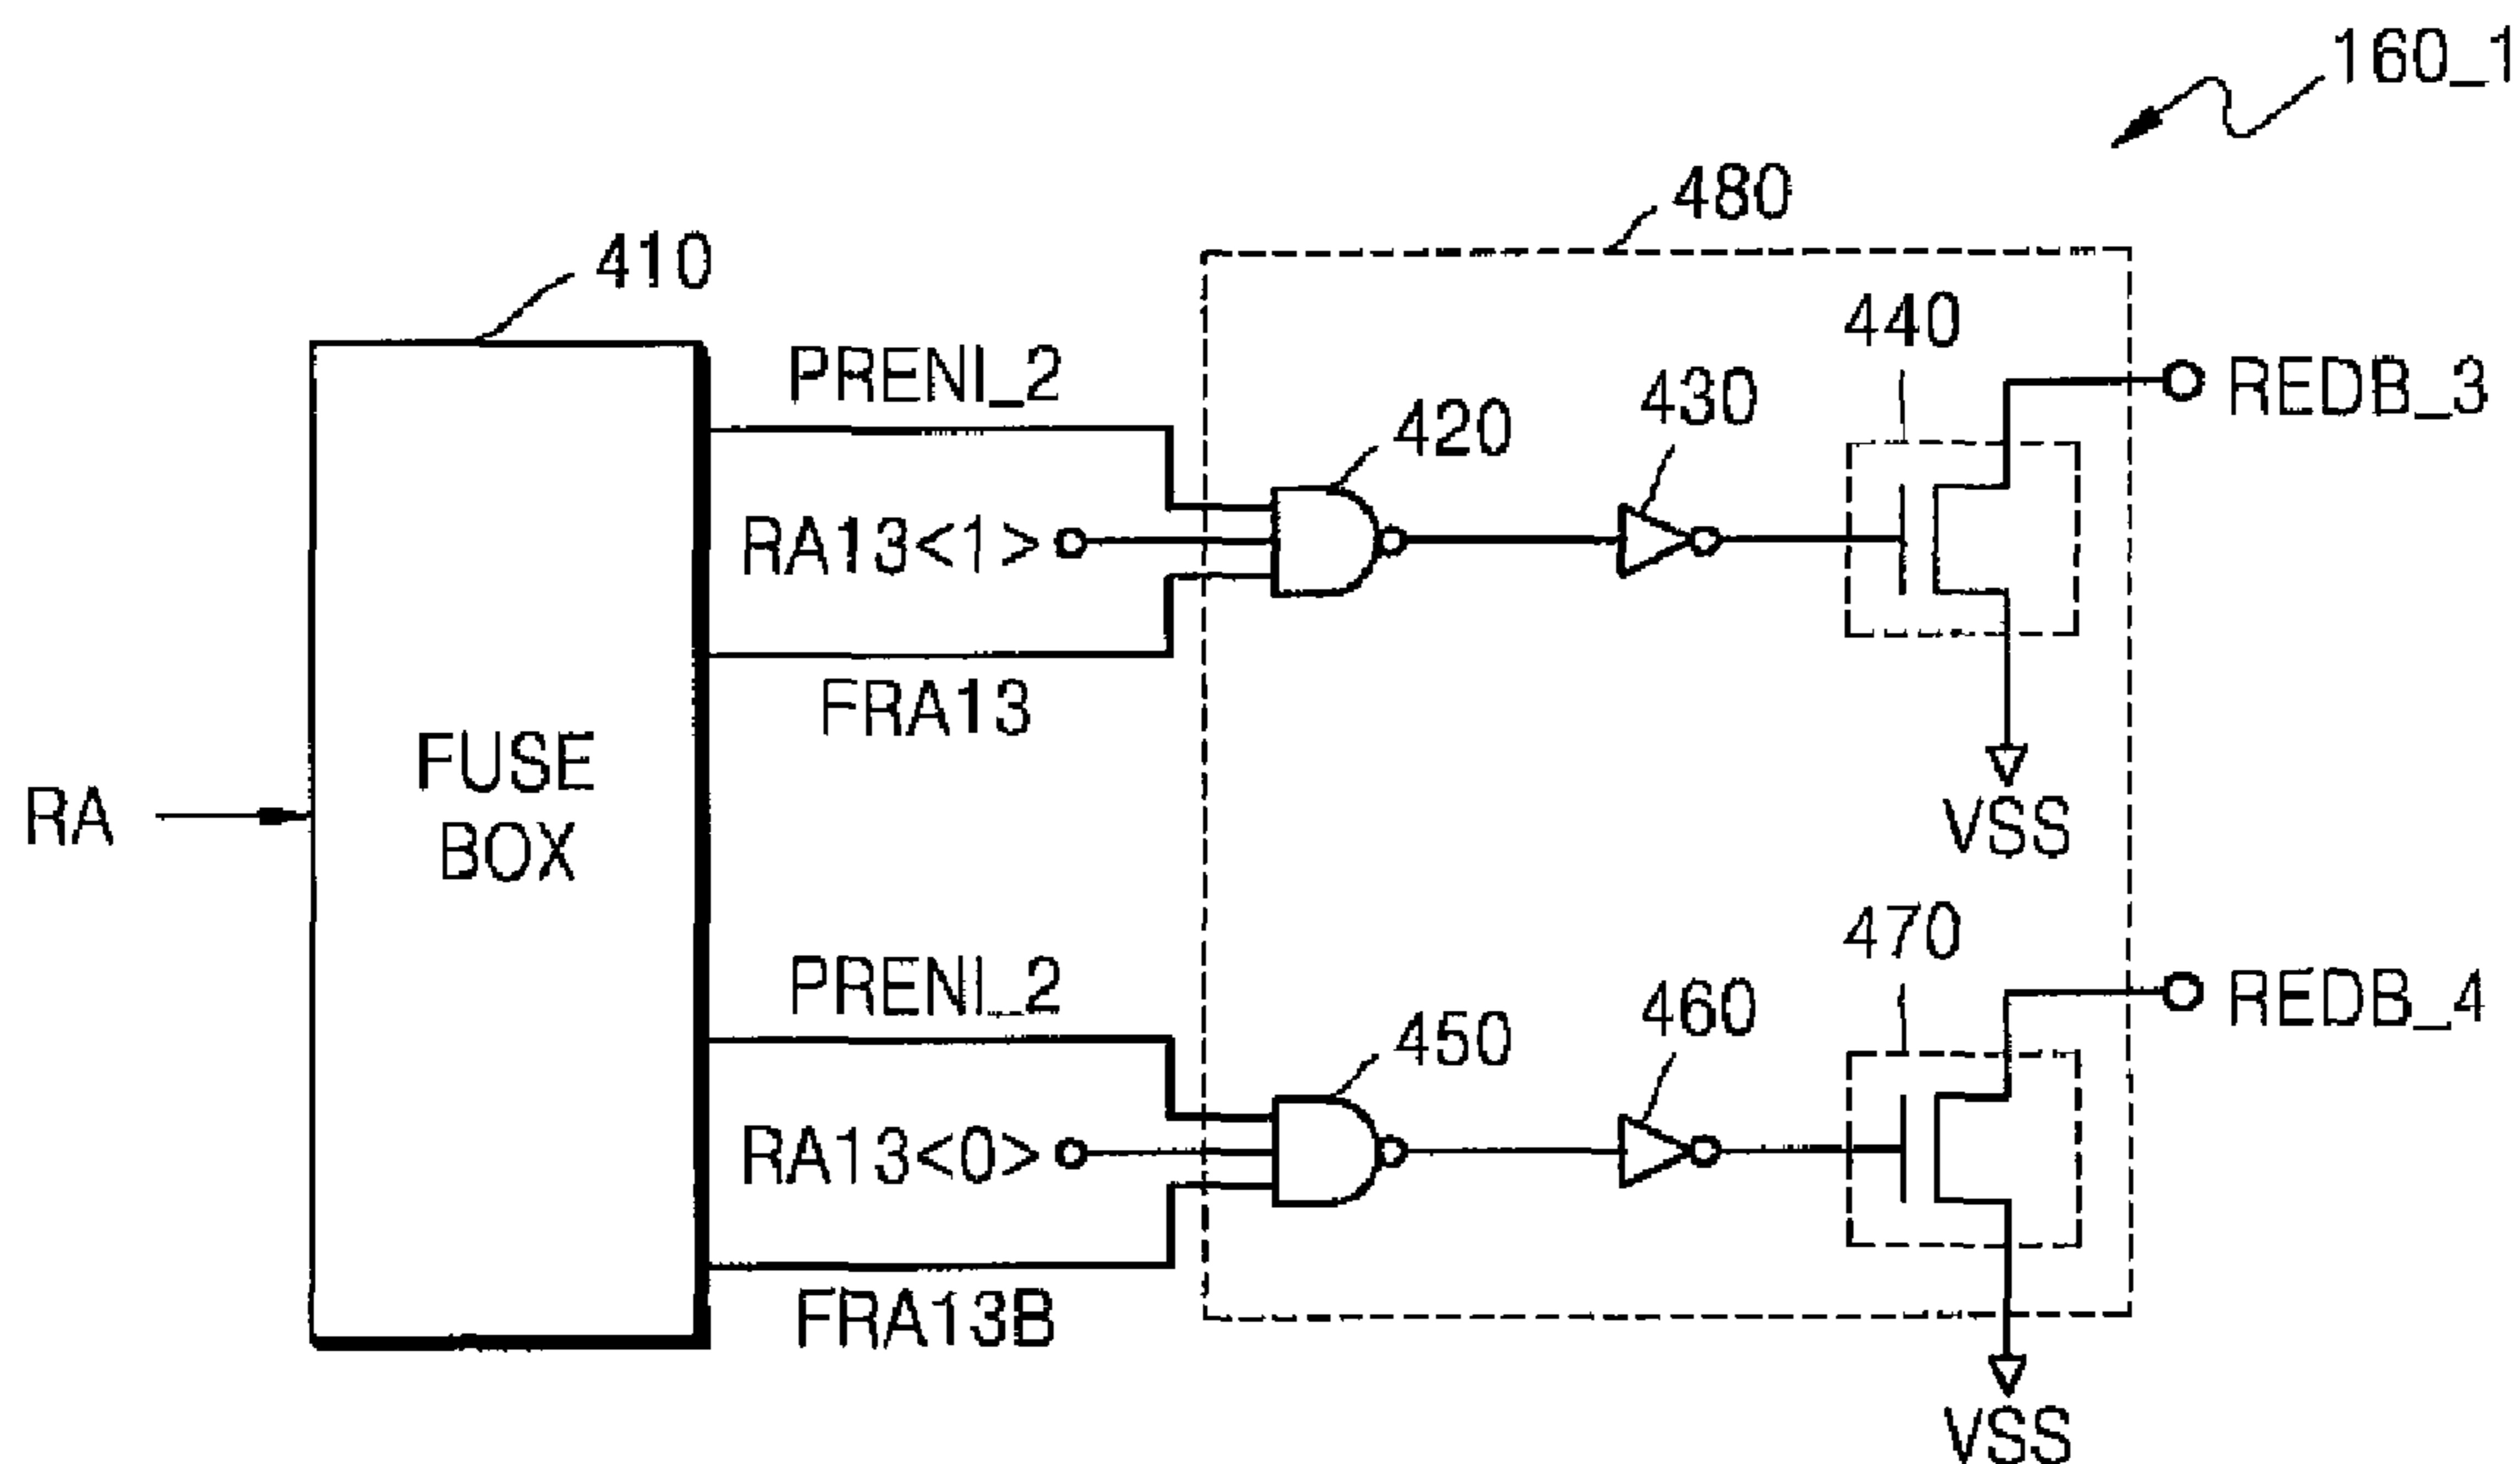 160_1
480
410
440
PRENI_2
430
REDB_3
420
RA13<1>
FRA13
FUSE
BOX
RA
VSS
470
PRENI_2
460
REDB_4
450
RA13<0>
FRA13B
VSS